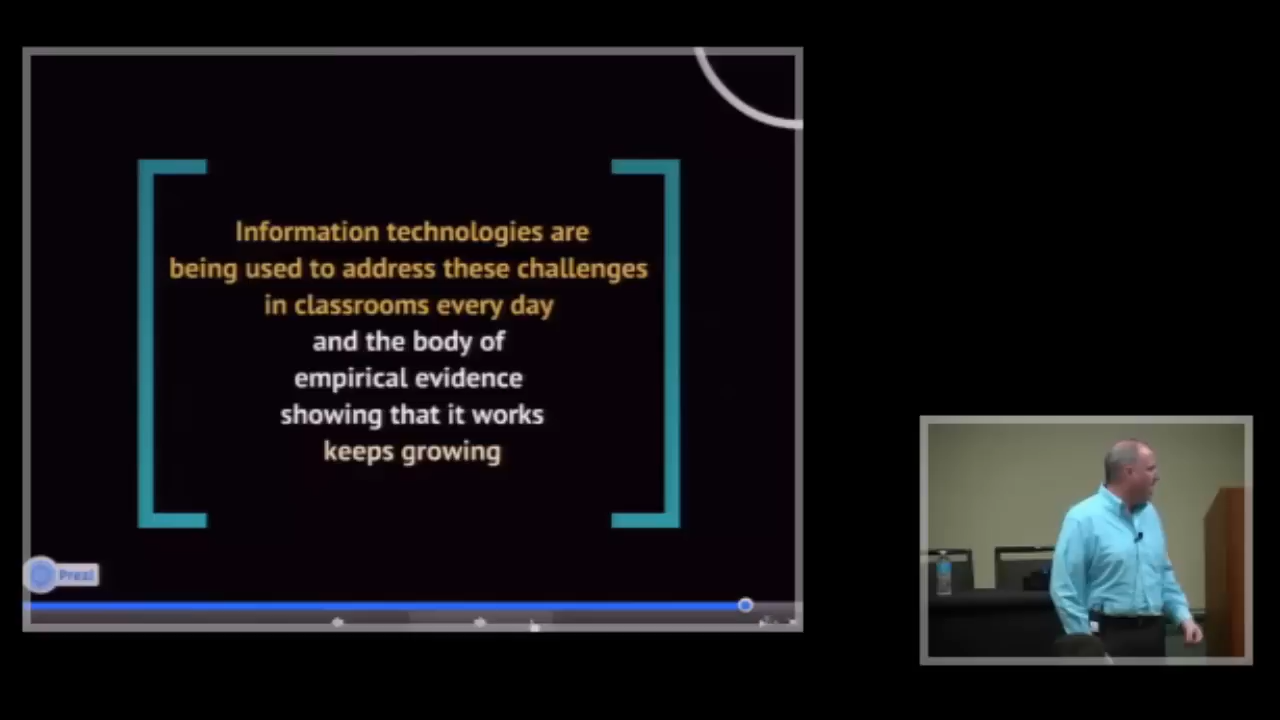 Information technologies are
being used to address these challenges
in classrooms every day
and the body of
empirical evidence
showing that it works
keeps growing
Prezi